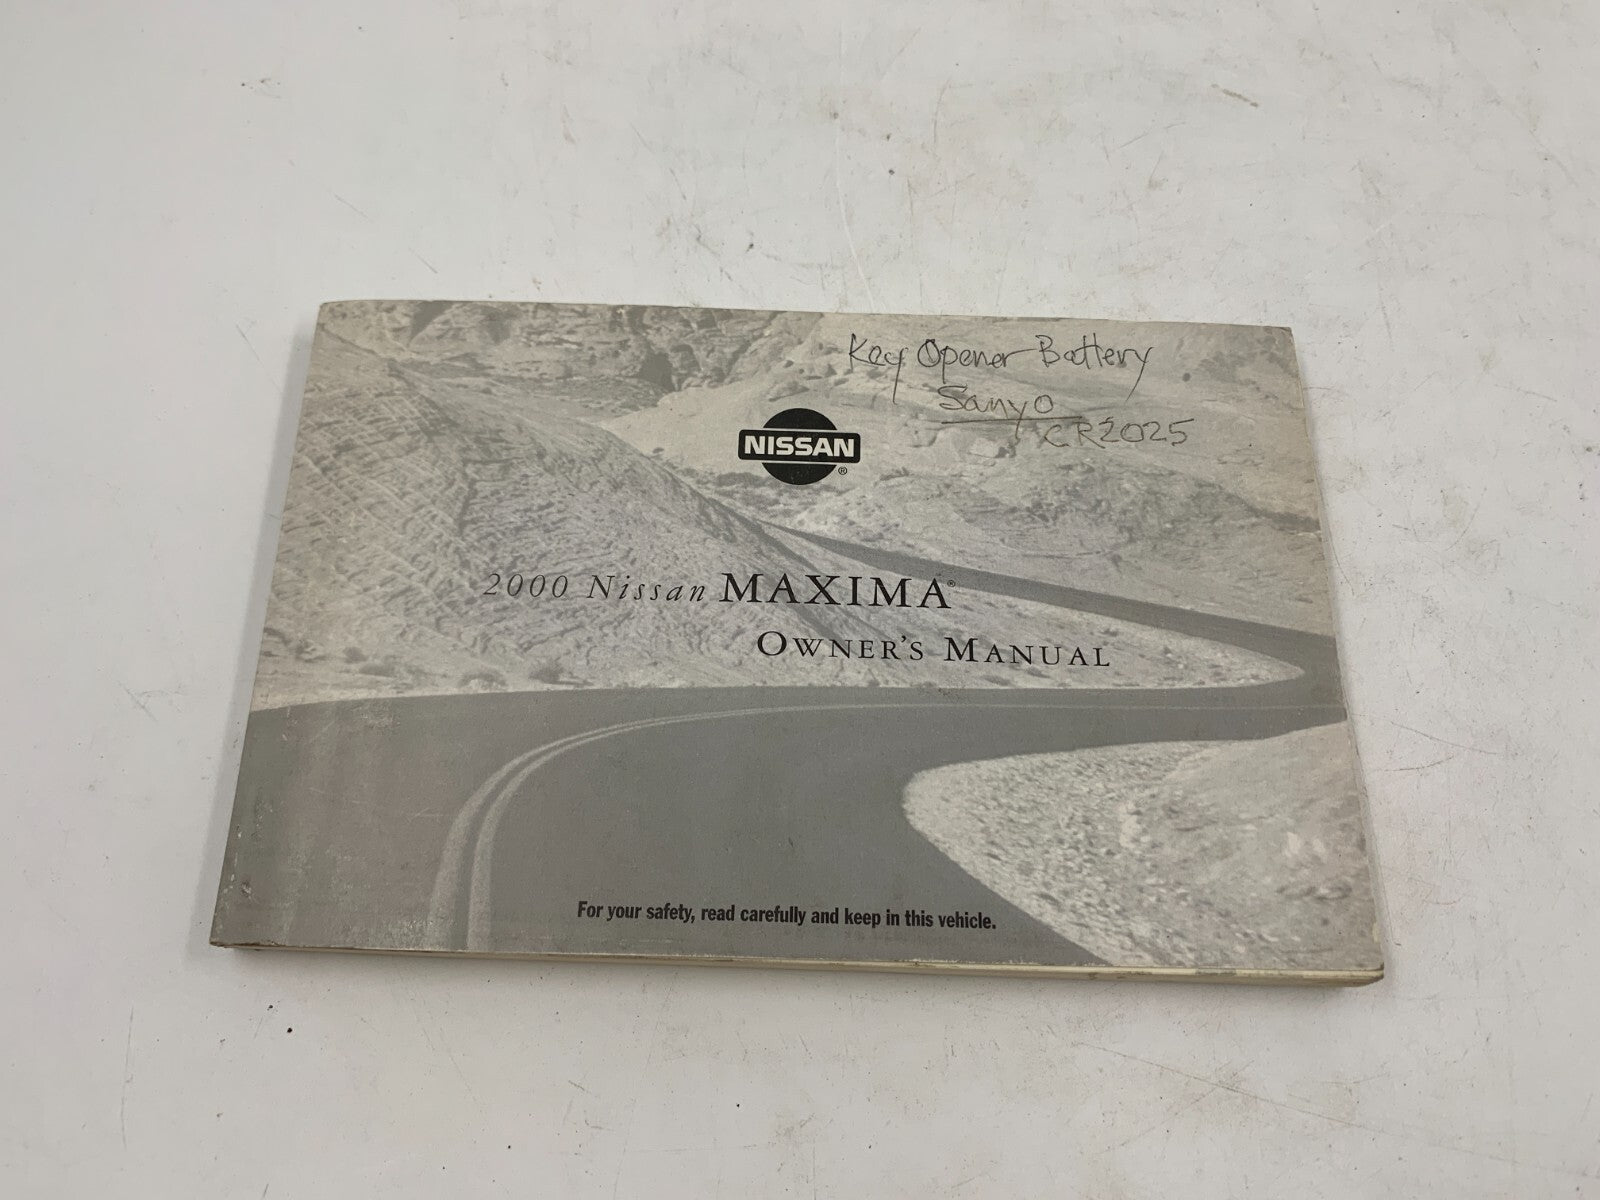 Key Opener Battery
Sanyo
CR2025
NISSAN
®
2000 Nissan MAXIMA®
OWNER'S MANUAL
For your safety, read carefully and keep in this vehicle.